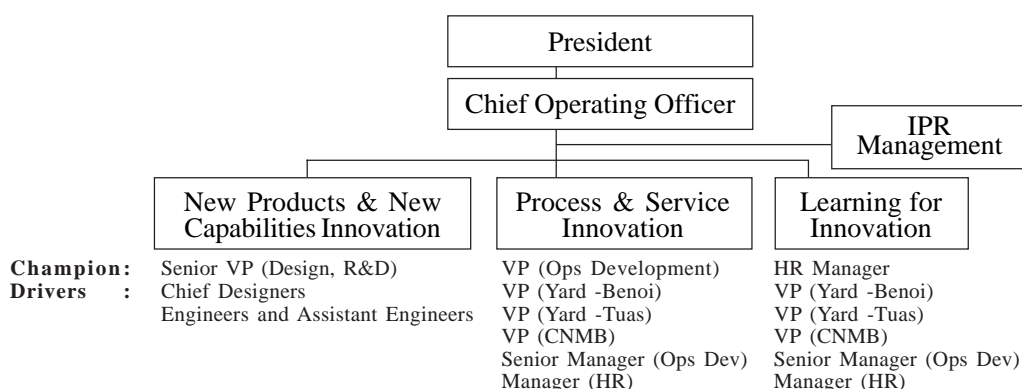 President
Chief Operating Officer
IPR
Management
New Products & New
Capabilities Innovation
Process & Service
Innovation
Learning for
Innovation
Champion: Senior VP (Design, R&D) VP (Ops Development) HR Manager
Drivers : Chief Designers VP (Yard -Benoi) VP (Yard -Benoi)
Engineers and Assistant Engineers VP (Yard -Tuas) VP (Yard -Tuas)
VP (CNMB) VP (CNMB)
Senior Manager (Ops Dev) Senior Manager (Ops Dev)
Manager (HR) Manager (HR)